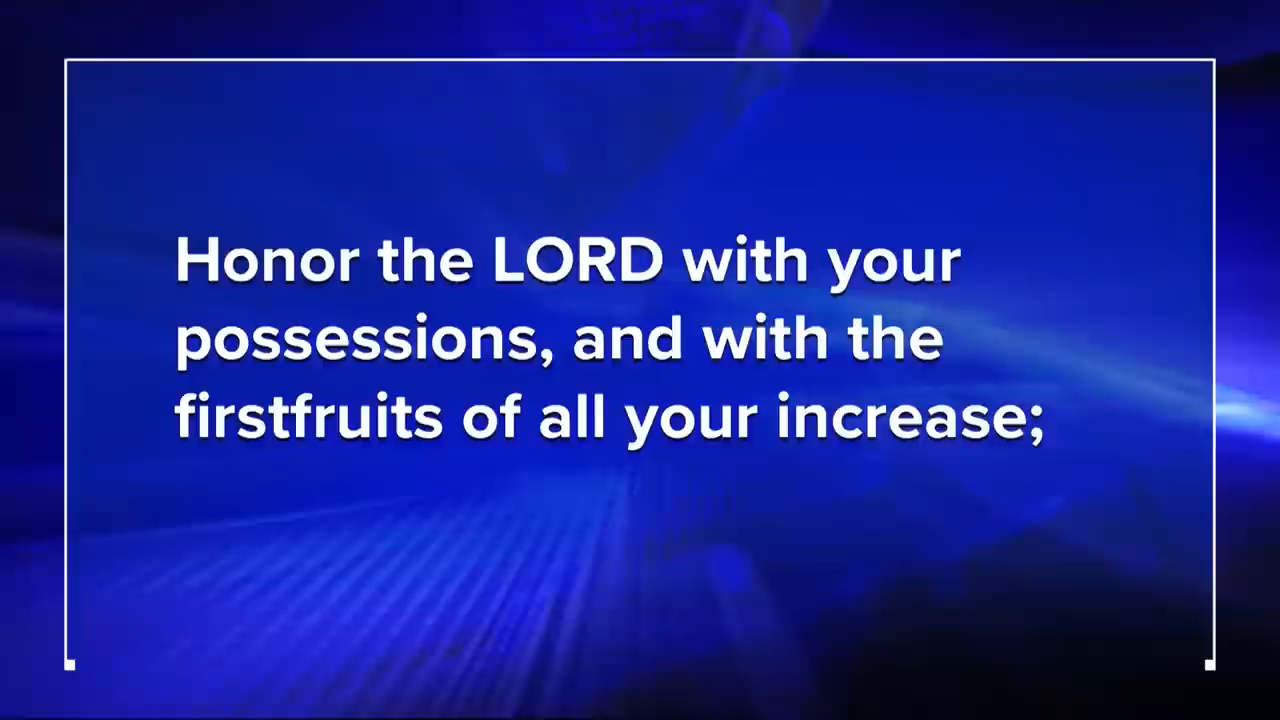 Honor the LORD with your
possessions, and with the
firstfruits of all your increase;